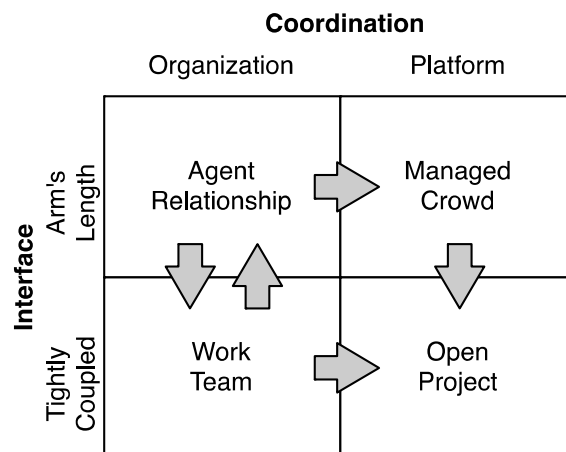 Coordination
Organization
Platform
Interface
Arm's
Length
Agent
Relationship
Managed
Crowd
Tightly
Coupled
Work
Team
Open
Project